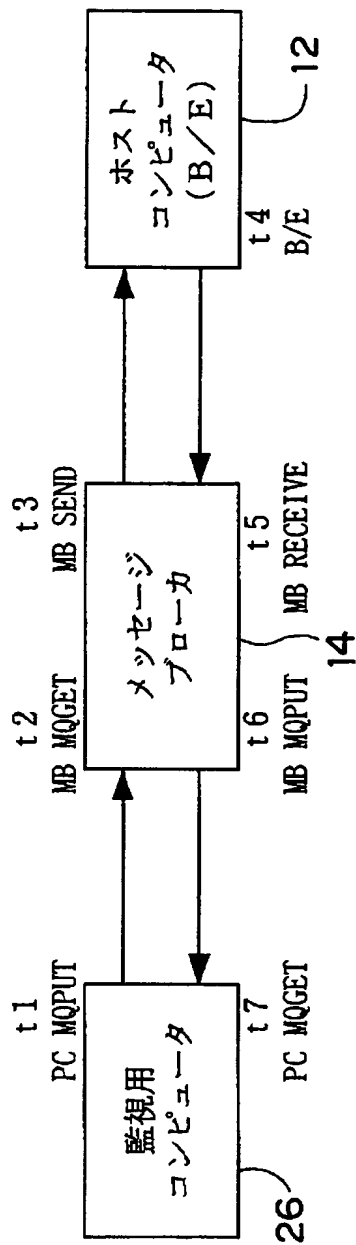 t1
PC MQPUT
監視用
コンピュータ
t7
PC MQGET
26
t2
MB MQGET
t3
MB SEND
メッセージ
ブローカ
t6
MB MQPUT
t5
MB RECEIVE
14
ホスト
コンピュータ
(B/E)
t4
B/E
12